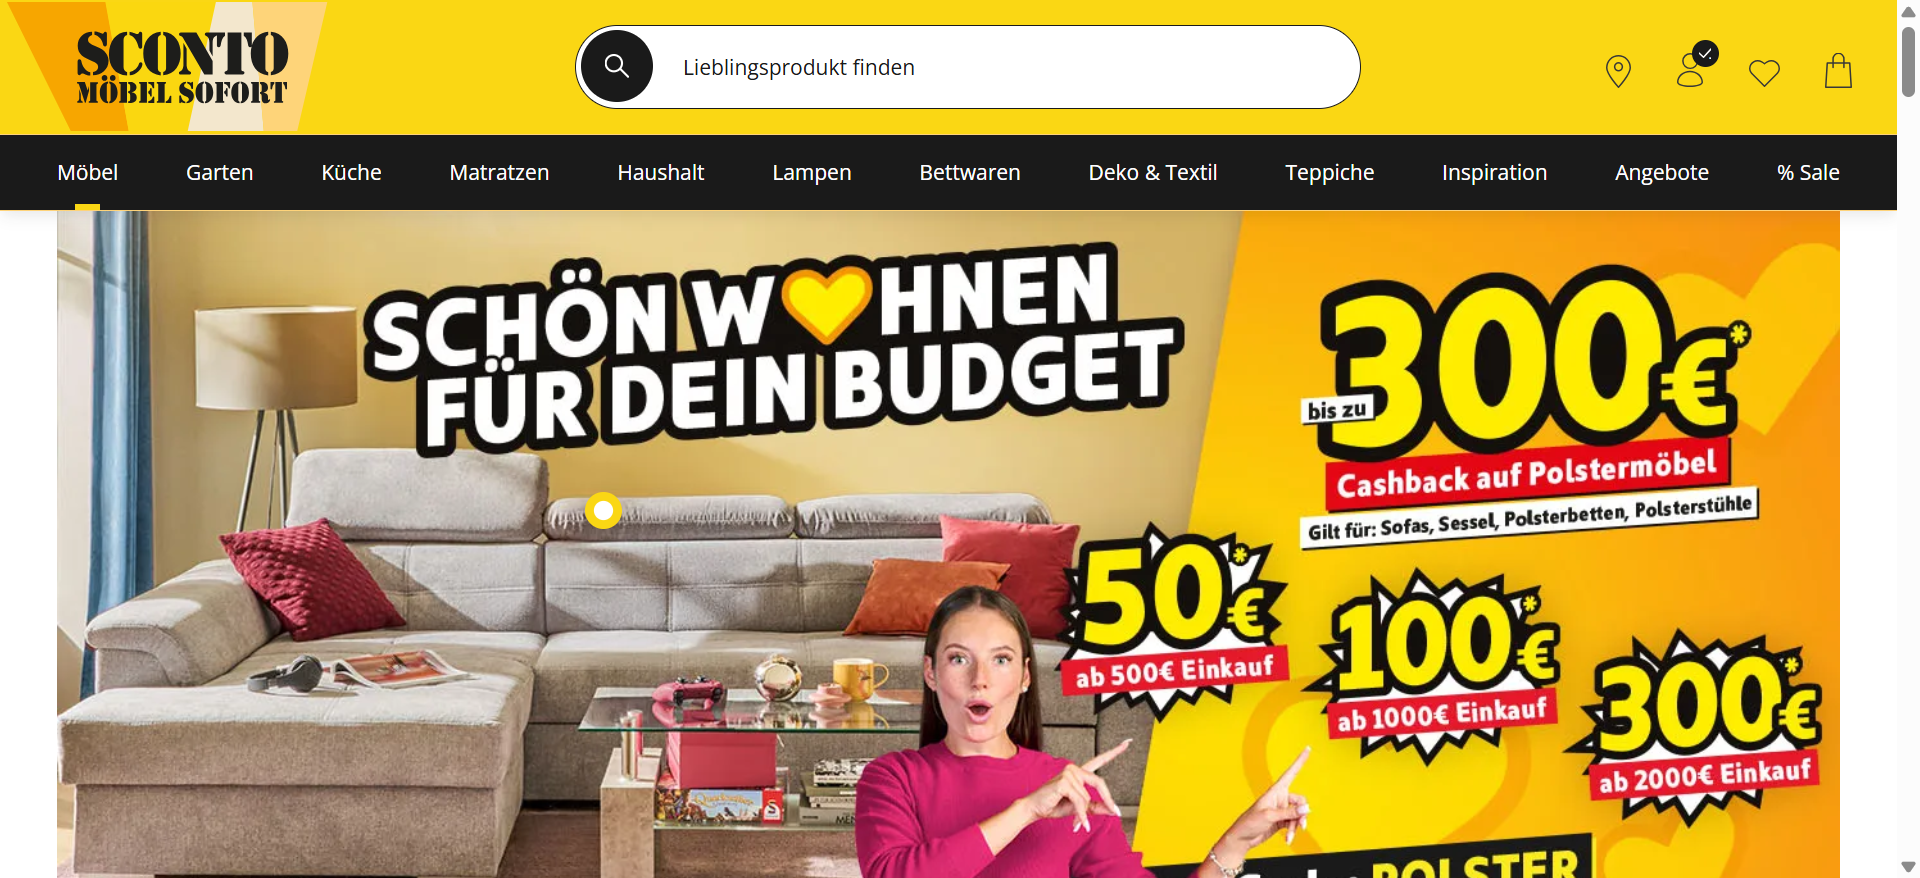 SCONTO
MÖBEL SOFORT
Lieblingsprodukt finden
Möbel
Garten
Küche
Matratzen
Haushalt
Lampen
Bettwaren
Deko & Textil
Teppiche
Inspiration
Angebote
% Sale
SCHÖN WOHNEN
FÜR DEIN BUDGET
bis zu
300€*
Cashback auf Polstermöbel
Gilt für: Sofas, Sessel, Polsterbetten, Polsterstühle
50€*
ab 500€ Einkauf
100€*
ab 1000€ Einkauf
300€*
ab 2000€ Einkauf
POLSTER